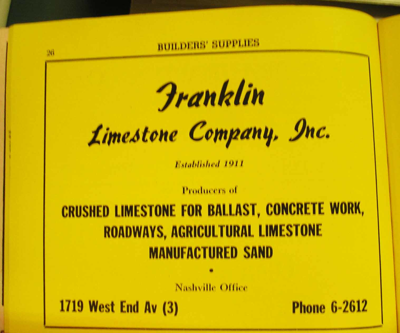 26
BUILDERS' SUPPLIES
Franklin
Limestone Company, Inc.
Established 1911
Producers of
CRUSHED LIMESTONE FOR BALLAST, CONCRETE WORK,
ROADWAYS, AGRICULTURAL LIMESTONE
MANUFACTURED SAND
•
Nashville Office
1719 West End Av (3) Phone 6-2612